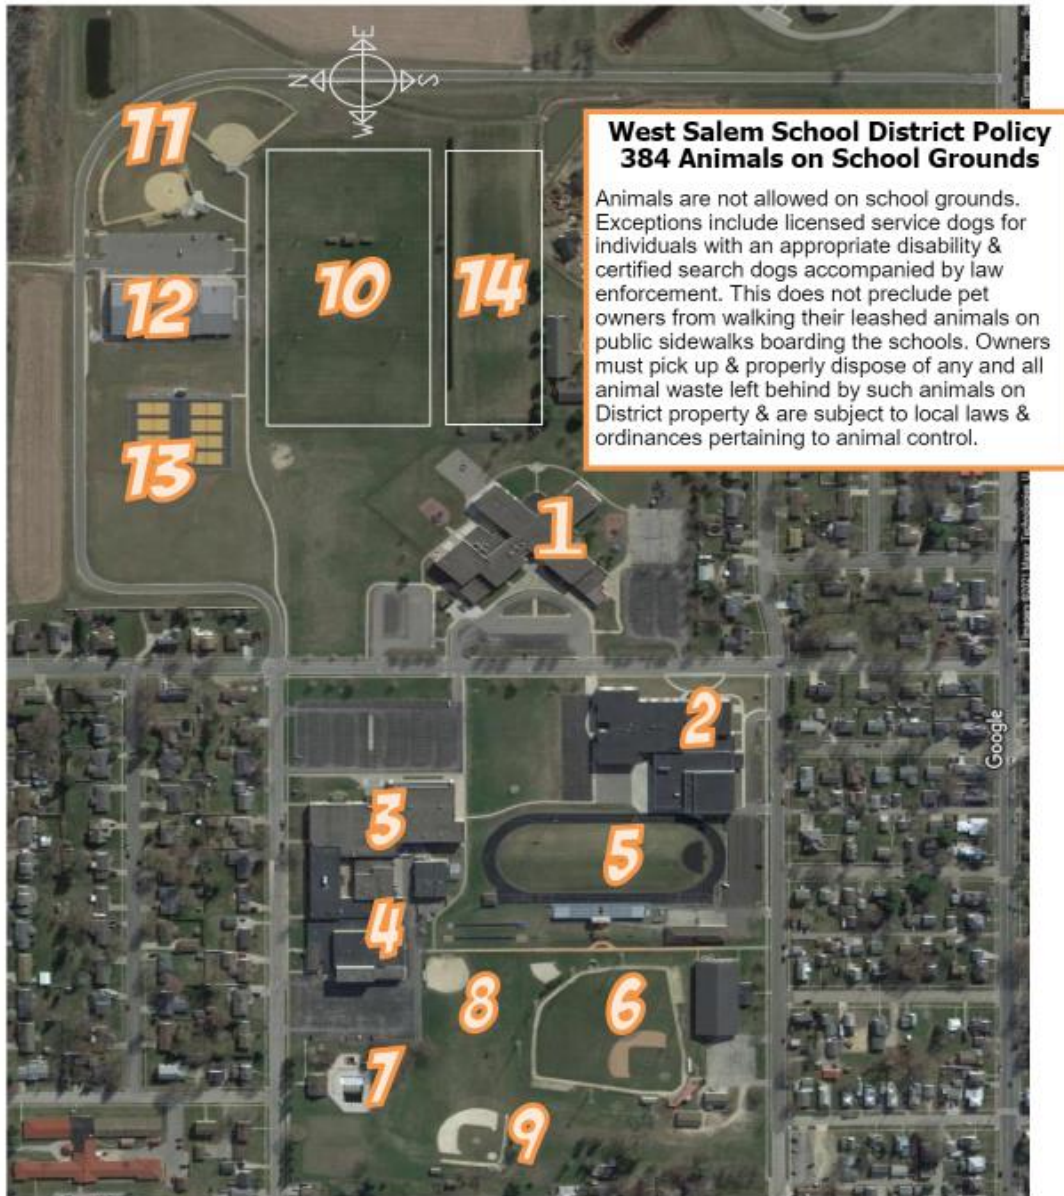 E
N
S
W
11
West Salem School District Policy
384 Animals on School Grounds
Animals are not allowed on school grounds.
Exceptions include licensed service dogs for
individuals with an appropriate disability &
certified search dogs accompanied by law
enforcement. This does not preclude pet
owners from walking their leashed animals on
public sidewalks boarding the schools. Owners
must pick up & properly dispose of any and all
animal waste left behind by such animals on
District property & are subject to local laws &
ordinances pertaining to animal control.
12
10
14
13
1
2
Google
3
5
4
8
6
7
9